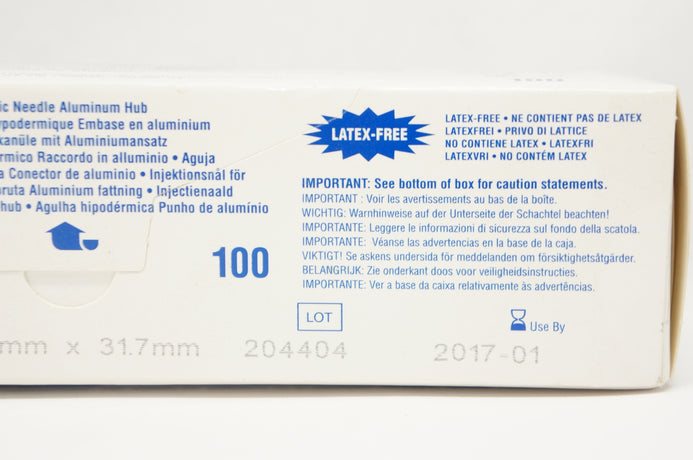 ic Needle Aluminum Hub
ypodermique Embase en aluminium
kanüle mit Aluminiumansatz
rmico Raccordo in alluminio • Aguja
a Conector de aluminio • Injektionsnål för
oruta Aluminium fattning • Injectienaald
hub • Agulha hipodérmica Punho de alumínio
100
mm x 31.7mm
LATEX-FREE
LATEX-FREE • NE CONTIENT PAS DE LATEX
LATEXFREI • PRIVO DI LATTICE
NO CONTIENE LATEX • LATEXFRI
LATEXVRI • NO CONTÉM LATEX
IMPORTANT: See bottom of box for caution statements.
IMPORTANT : Voir les avertissements au bas de la boîte.
WICHTIG: Warnhinweise auf der Unterseite der Schachtel beachten!
IMPORTANTE: Leggere le informazioni di sicurezza sul fondo della scatola.
IMPORTANTE: Véanse las advertencias en la base de la caja.
VIKTIGT! Se askens undersida för meddelanden om försiktighetsåtgärder.
BELANGRIJK: Zie onderkant doos voor veiligheidsinstructies.
IMPORTANTE: Ver a base da caixa relativamente às advertências.
LOT
204404
Use By
2017-01